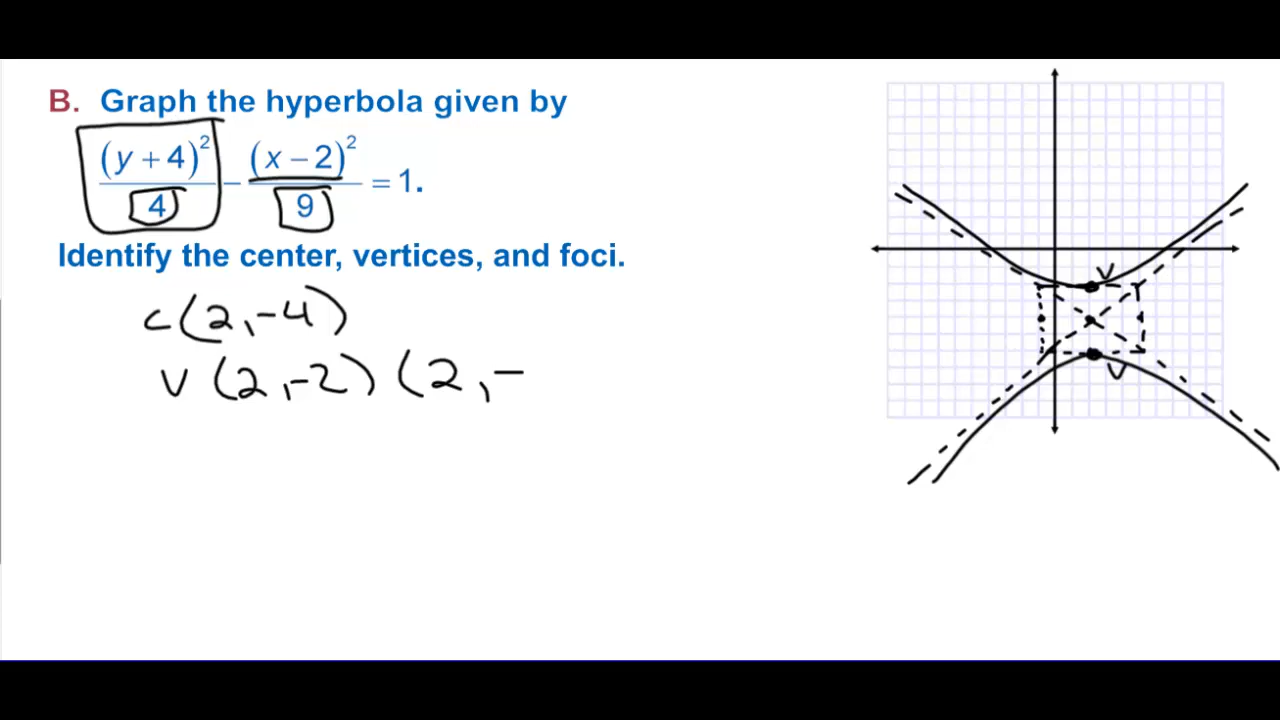 B. Graph the hyperbola given by
(y + 4)² / 4 − (x − 2)² / 9 = 1.
Identify the center, vertices, and foci.
c(2,-4)
v(2,-2)(2,-
v
v